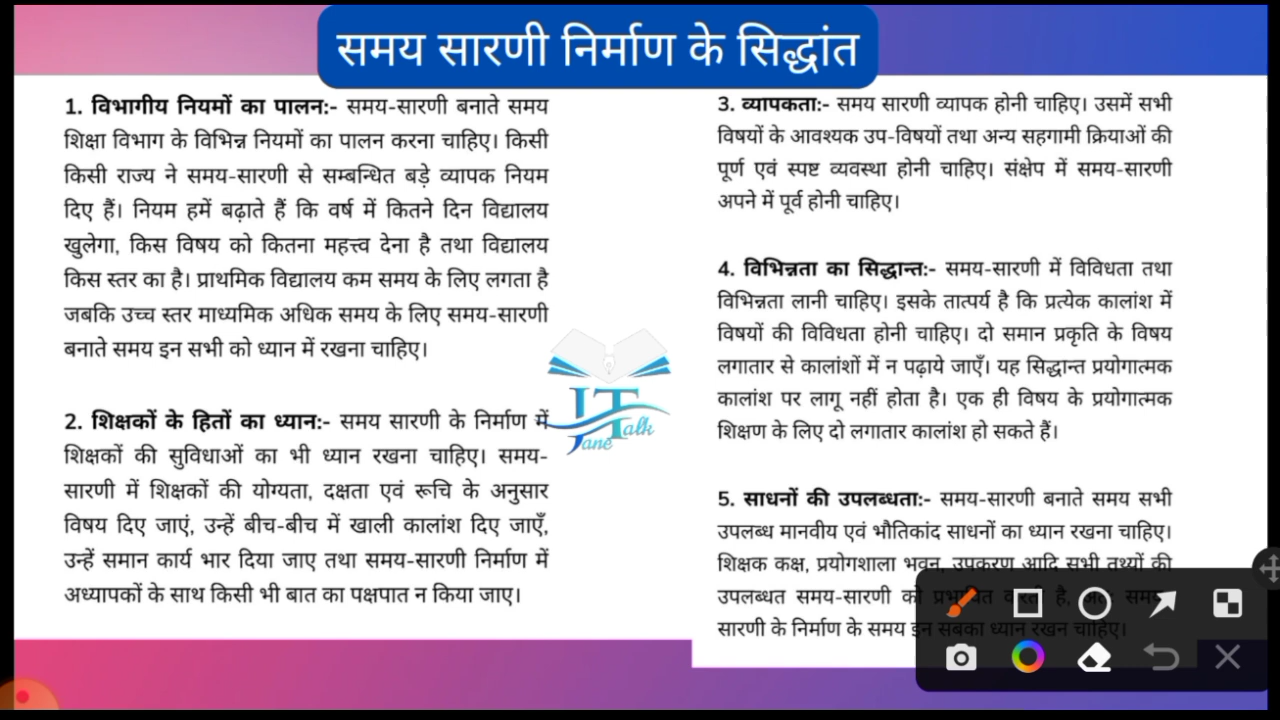 समय सारणी निर्माण के सिद्धांत
1. विभागीय नियमों का पालन:- समय-सारणी बनाते समय
शिक्षा विभाग के विभिन्न नियमों का पालन करना चाहिए। किसी
किसी राज्य ने समय-सारणी से सम्बन्धित बड़े व्यापक नियम
दिए हैं। नियम हमें बढ़ाते हैं कि वर्ष में कितने दिन विद्यालय
खुलेगा, किस विषय को कितना महत्त्व देना है तथा विद्यालय
किस स्तर का है। प्राथमिक विद्यालय कम समय के लिए लगता है
जबकि उच्च स्तर माध्यमिक अधिक समय के लिए समय-सारणी
बनाते समय इन सभी को ध्यान में रखना चाहिए।
2. शिक्षकों के हितों का ध्यान:- समय सारणी के निर्माण में
शिक्षकों की सुविधाओं का भी ध्यान रखना चाहिए। समय-
सारणी में शिक्षकों की योग्यता, दक्षता एवं रूचि के अनुसार
विषय दिए जाएं, उन्हें बीच-बीच में खाली कालांश दिए जाएँ,
उन्हें समान कार्य भार दिया जाए तथा समय-सारणी निर्माण में
अध्यापकों के साथ किसी भी बात का पक्षपात न किया जाए।
3. व्यापकता:- समय सारणी व्यापक होनी चाहिए। उसमें सभी
विषयों के आवश्यक उप-विषयों तथा अन्य सहगामी क्रियाओं की
पूर्ण एवं स्पष्ट व्यवस्था होनी चाहिए। संक्षेप में समय-सारणी
अपने में पूर्व होनी चाहिए।
4. विभिन्नता का सिद्धान्त:- समय-सारणी में विविधता तथा
विभिन्नता लानी चाहिए। इसके तात्पर्य है कि प्रत्येक कालांश में
विषयों की विविधता होनी चाहिए। दो समान प्रकृति के विषय
लगातार से कालांशों में न पढ़ाये जाएँ। यह सिद्धान्त प्रयोगात्मक
कालांश पर लागू नहीं होता है। एक ही विषय के प्रयोगात्मक
शिक्षण के लिए दो लगातार कालांश हो सकते हैं।
5. साधनों की उपलब्धता:- समय-सारणी बनाते समय सभी
उपलब्ध मानवीय एवं भौतिकांद साधनों का ध्यान रखना चाहिए।
शिक्षक कक्ष, प्रयोगशाला भवन, उपकरण आदि सभी तथ्यों की
उपलब्धत समय-सारणी को प्रभावित करती है, अतः
सारणी के निर्माण के समय इन सबका ध्यान रखन चाहिए।
JT
Jane Talk